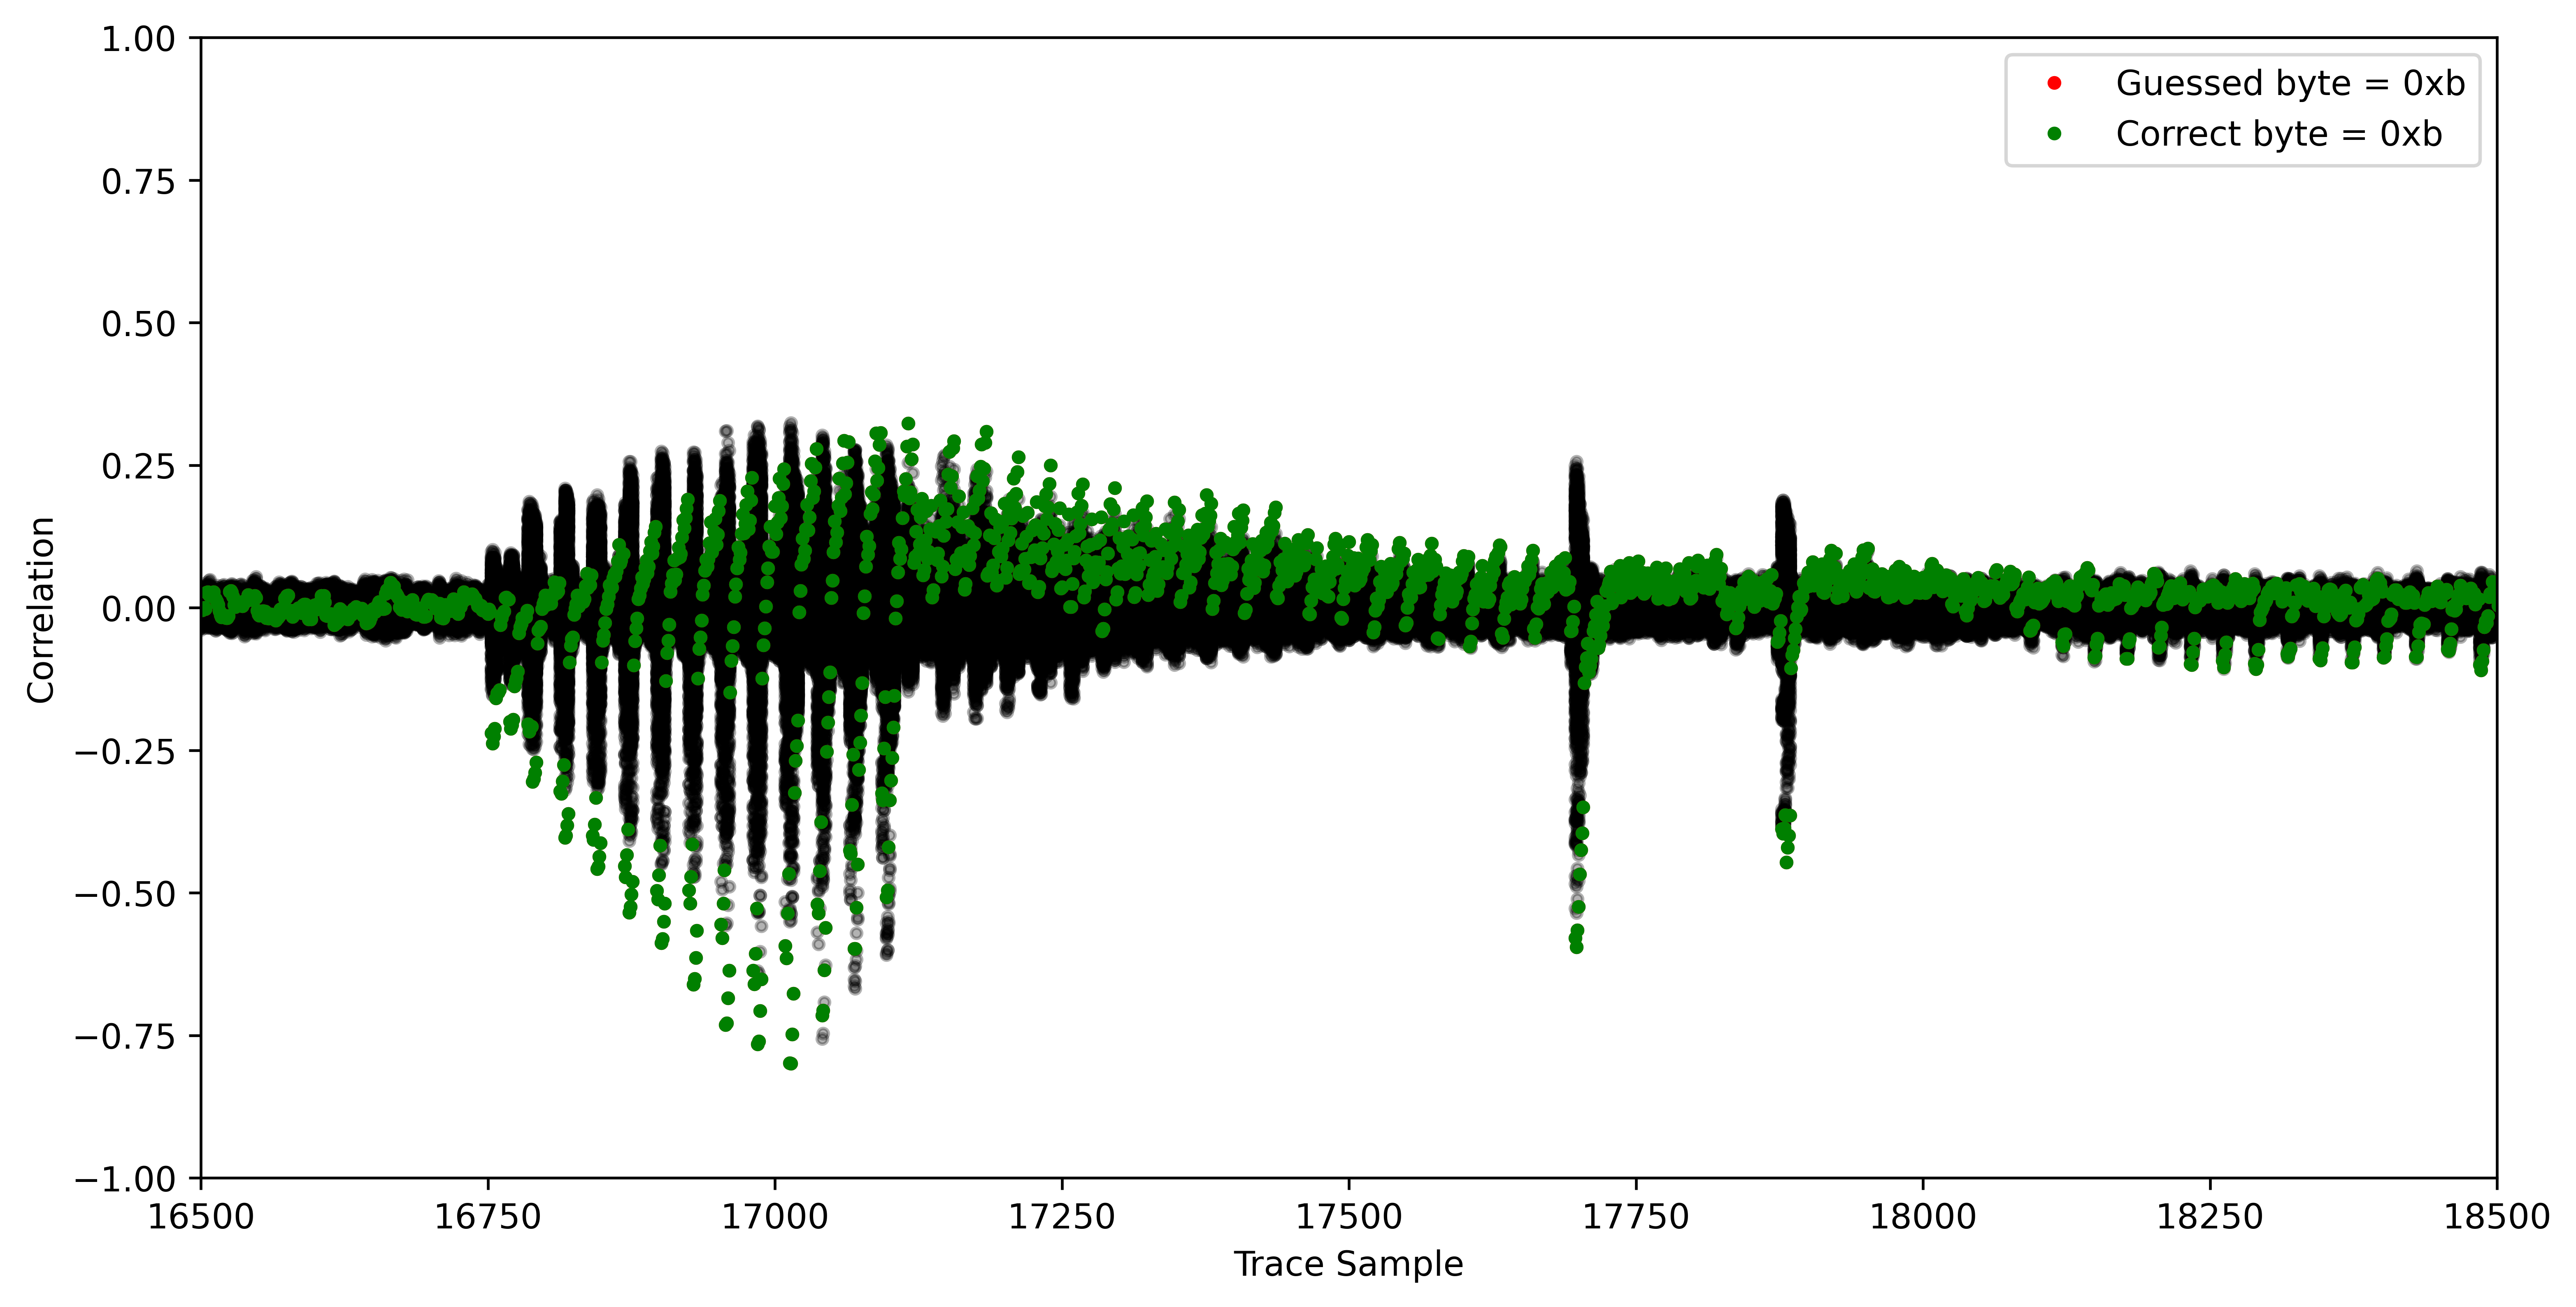 1.00
0.75
0.50
0.25
0.00
−0.25
−0.50
−0.75
−1.00
Correlation
Guessed byte = 0xb
Correct byte = 0xb
16500 16750 17000 17250 17500 17750 18000 18250 18500
Trace Sample